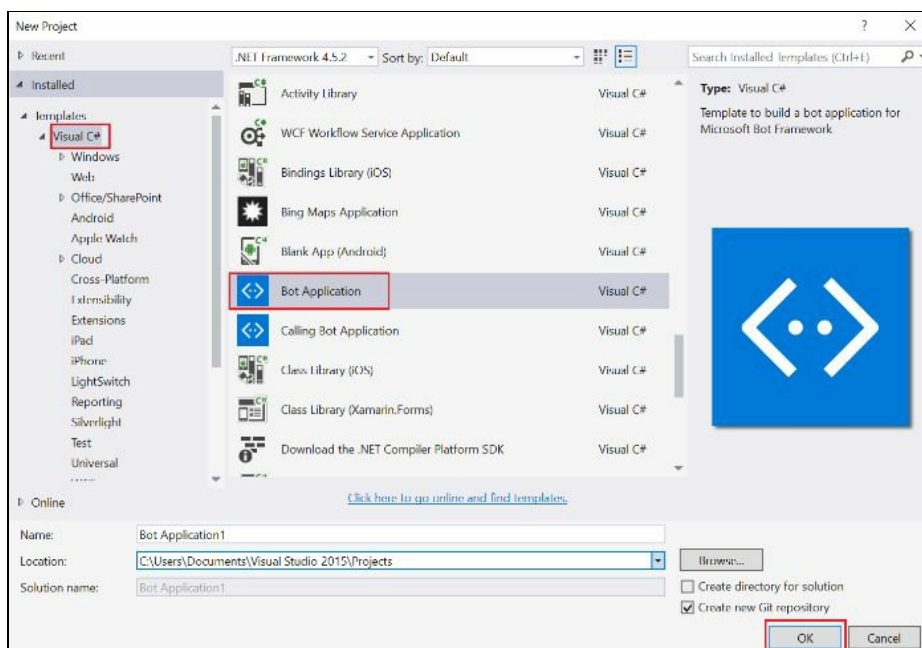 New Project
? X
Recent
.NET Framework 4.5.2
Sort by: Default
Search Installed Templates (Ctrl+E)
Installed
Templates
Visual C#
Windows
Web
Office/SharePoint
Android
Apple Watch
Cloud
Cross-Platform
Extensibility
Extensions
iPad
iPhone
LightSwitch
Reporting
Silverlight
Test
Universal
Activity Library Visual C#
WCF Workflow Service Application Visual C#
Bindings Library (iOS) Visual C#
Bing Maps Application Visual C#
Blank App (Android) Visual C#
Bot Application Visual C#
Calling Bot Application Visual C#
Class Library (iOS) Visual C#
Class Library (Xamarin.Forms) Visual C#
Download the .NET Compiler Platform SDK Visual C#
Type: Visual C#
Template to build a bot application for
Microsoft Bot Framework
Online
Click here to go online and find templates.
Name: Bot Application1
Location: C:\Users\Documents\Visual Studio 2015\Projects
Browse...
Solution name: Bot Application1
Create directory for solution
Create new Git repository
OK Cancel